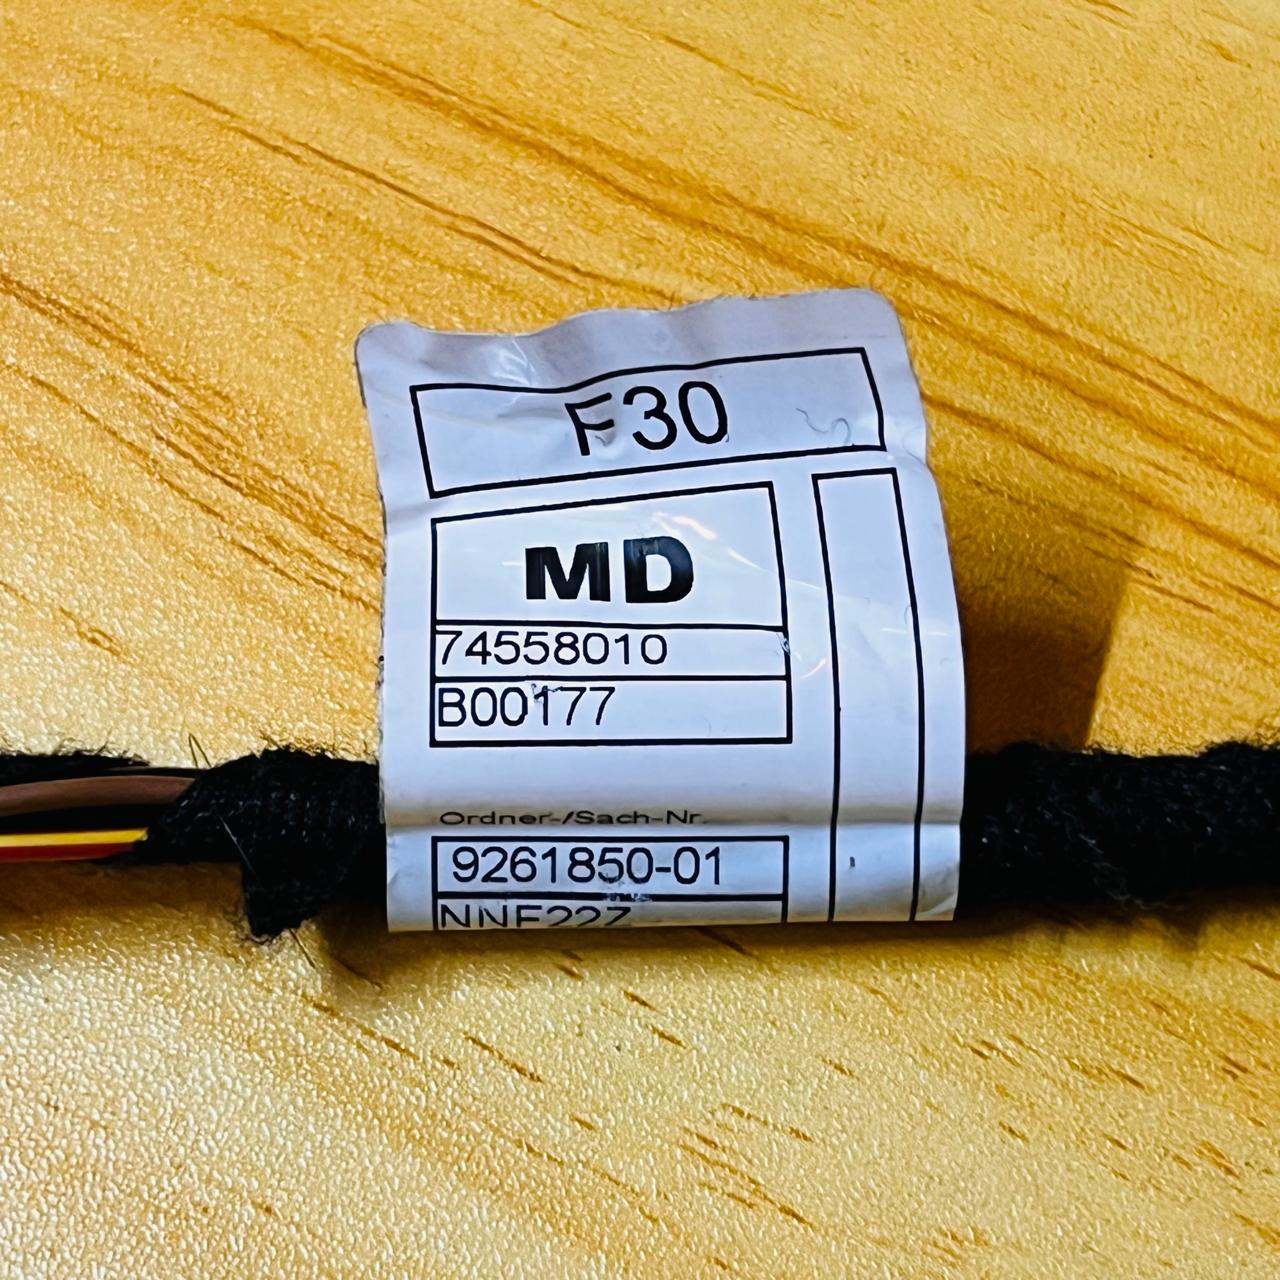 F30
MD
74558010
B00177
Ordner-/Sach-Nr.
9261850-01